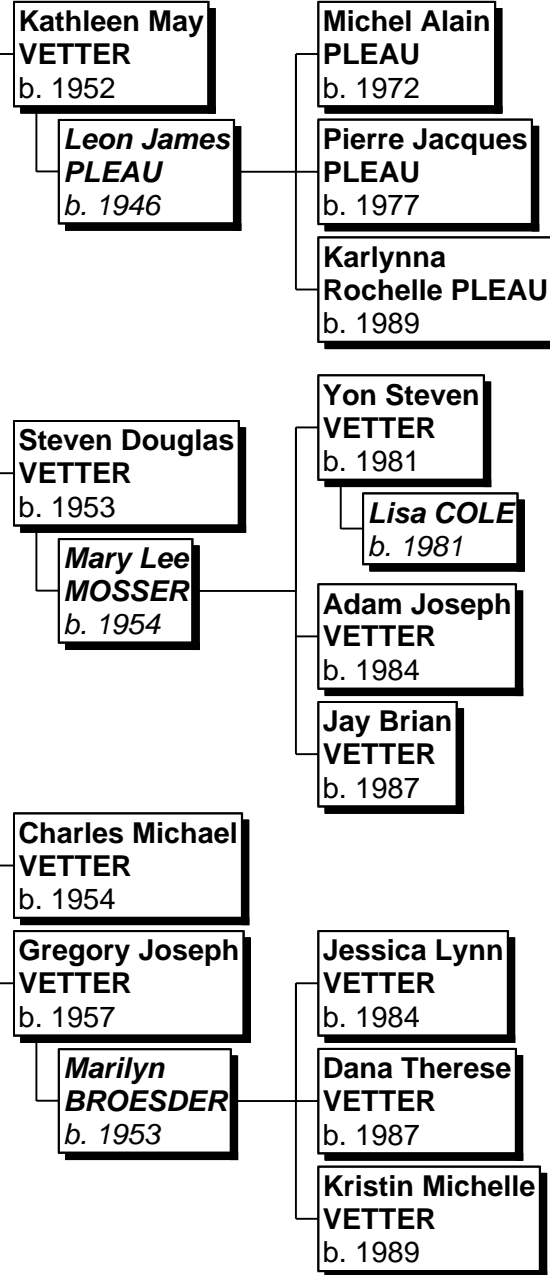 Kathleen May
VETTER
b. 1952
Leon James
PLEAU
b. 1946
Michel Alain
PLEAU
b. 1972
Pierre Jacques
PLEAU
b. 1977
Karlynna
Rochelle PLEAU
b. 1989
Steven Douglas
VETTER
b. 1953
Mary Lee
MOSSER
b. 1954
Yon Steven
VETTER
b. 1981
Lisa COLE
b. 1981
Adam Joseph
VETTER
b. 1984
Jay Brian
VETTER
b. 1987
Charles Michael
VETTER
b. 1954
Gregory Joseph
VETTER
b. 1957
Marilyn
BROESDER
b. 1953
Jessica Lynn
VETTER
b. 1984
Dana Therese
VETTER
b. 1987
Kristin Michelle
VETTER
b. 1989